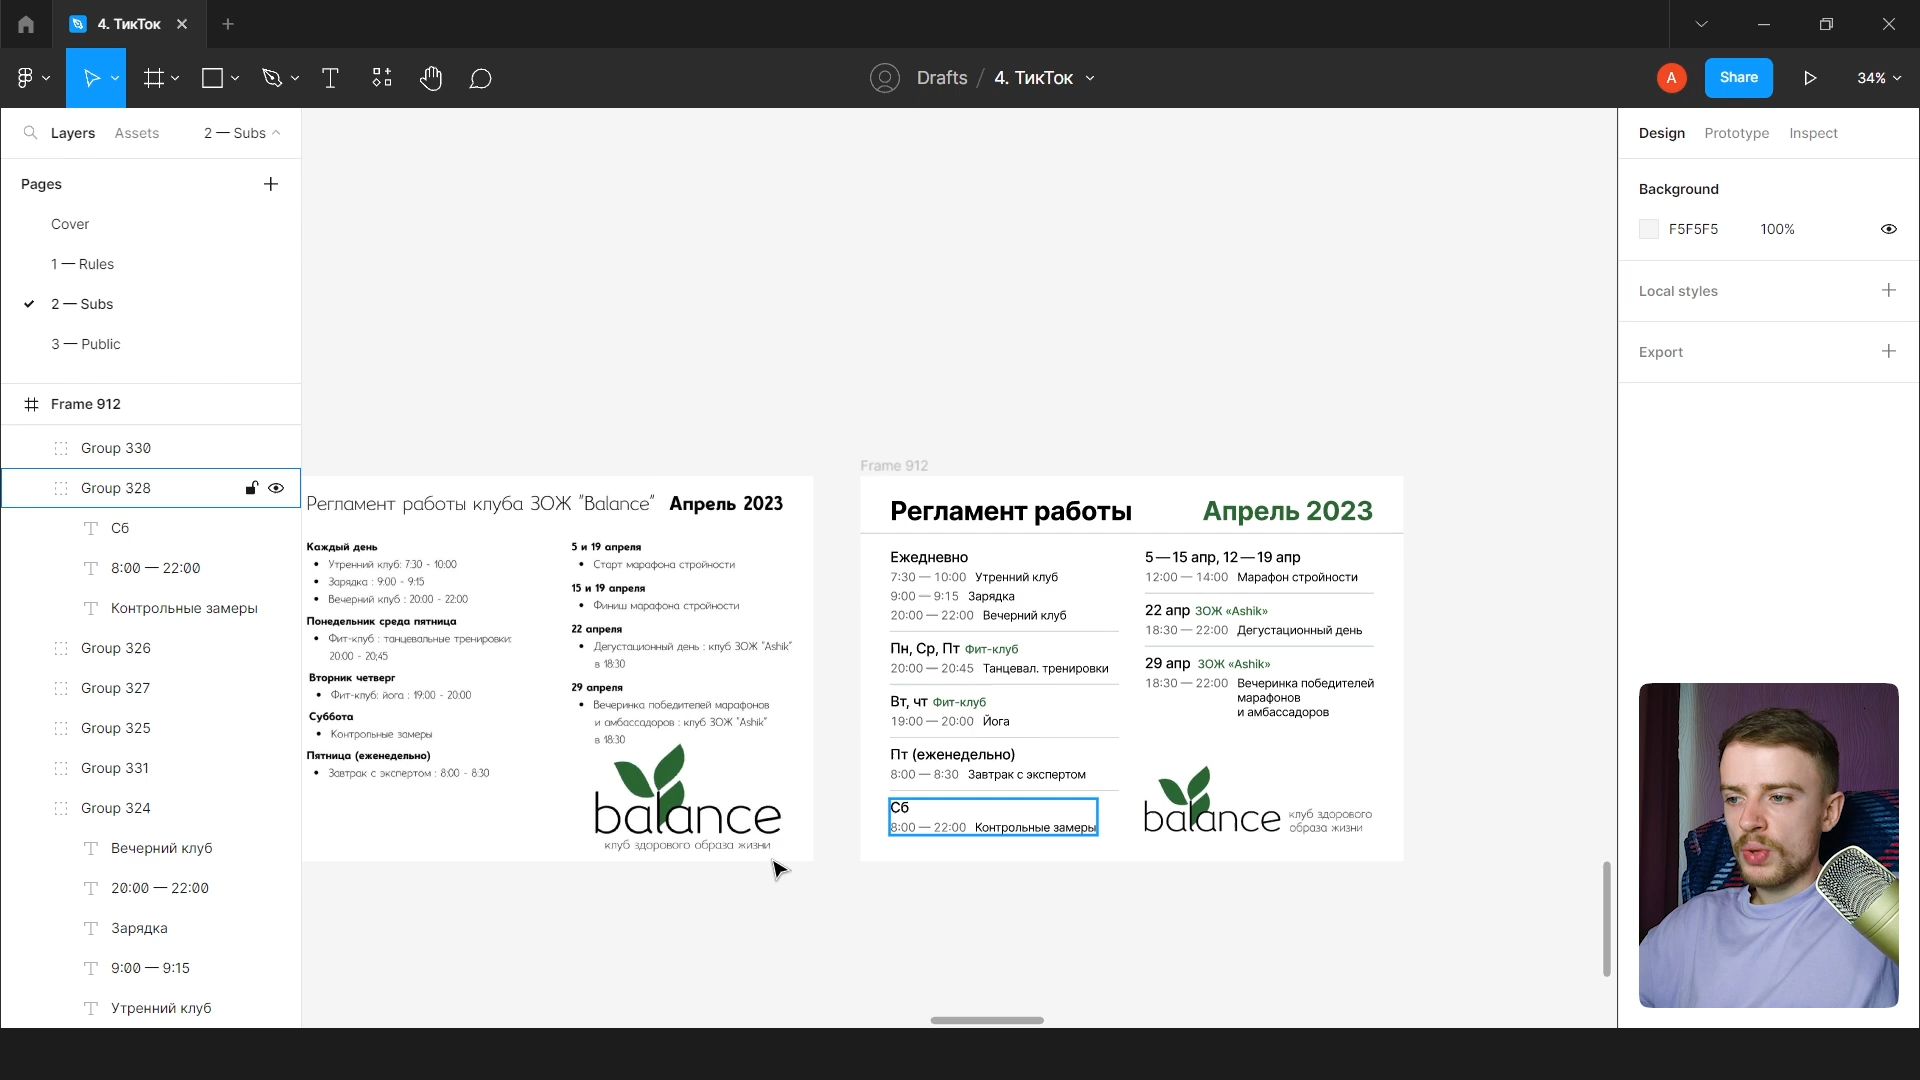 4. ТикТок
Drafts / 4. ТикТок
A
Share
34%
Layers
Assets
2 — Subs
Pages
Cover
1 — Rules
2 — Subs
3 — Public
Frame 912
Group 330
Group 328
Сб
8:00 — 22:00
Контрольные замеры
Group 326
Group 327
Group 325
Group 331
Group 324
Вечерний клуб
20:00 — 22:00
Зарядка
9:00 — 9:15
Утренний клуб
Регламент работы клуба ЗОЖ "Balance" Апрель 2023
Каждый день
• Утренний клуб: 7:30 - 10:00
• Зарядка : 9:00 - 9:15
• Вечерний клуб : 20:00 - 22:00
Понедельник среда пятница
• Фит-клуб : танцевальные тренировки:
20:00 - 20;45
Вторник четверг
• Фит-клуб: йога : 19:00 - 20:00
Суббота
• Контрольные замеры
Пятница (еженедельно)
• Завтрак с экспертом : 8:00 - 8:30
5 и 19 апреля
• Старт марафона стройности
15 и 19 апреля
• Финиш марафона стройности
22 апреля
• Дегустационный день : клуб ЗОЖ "Ashik"
в 18:30
29 апреля
• Вечеринка победителей марафонов
и амбассадоров : клуб ЗОЖ "Ashik"
в 18:30
balance
клуб здорового образа жизни
Frame 912
Регламент работы
Апрель 2023
Ежедневно
7:30 — 10:00 Утренний клуб
9:00 — 9:15 Зарядка
20:00 — 22:00 Вечерний клуб
Пн, Ср, Пт Фит-клуб
20:00 — 20:45 Танцевал. тренировки
Вт, чт Фит-клуб
19:00 — 20:00 Йога
Пт (еженедельно)
8:00 — 8:30 Завтрак с экспертом
Сб
8:00 — 22:00 Контрольные замеры
5 — 15 апр, 12 — 19 апр
12:00 — 14:00 Марафон стройности
22 апр ЗОЖ «Ashik»
18:30 — 22:00 Дегустационный день
29 апр ЗОЖ «Ashik»
18:30 — 22:00 Вечеринка победителей
марафонов
и амбассадоров
balance
клуб здорового
образа жизни
Design
Prototype
Inspect
Background
F5F5F5
100%
Local styles
Export